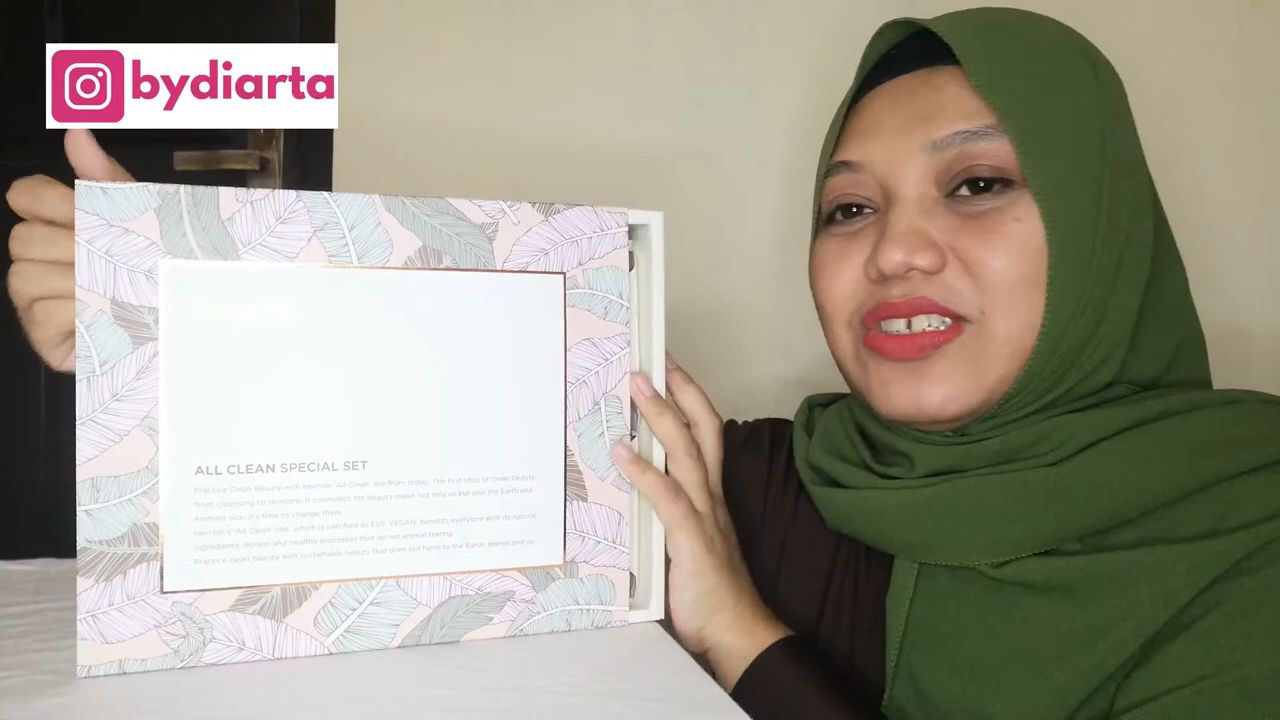 bydiarta
ALL CLEAN SPECIAL SET
Practice Clean Beauty with heimish 'All Clean' line from today. The first step of clean beauty,
from cleansing to skincare. If cosmetics for beauty make not only us but also the Earth and
Animals sick, it's time to change them.
heimish's 'All Clean' line, which is certified as EVE VEGAN, benefits everyone with its natural
ingredients, honest and healthy processes that do not animal testing.
Practice clean beauty with sustainable beauty that does not harm to the Earth, animal and us.